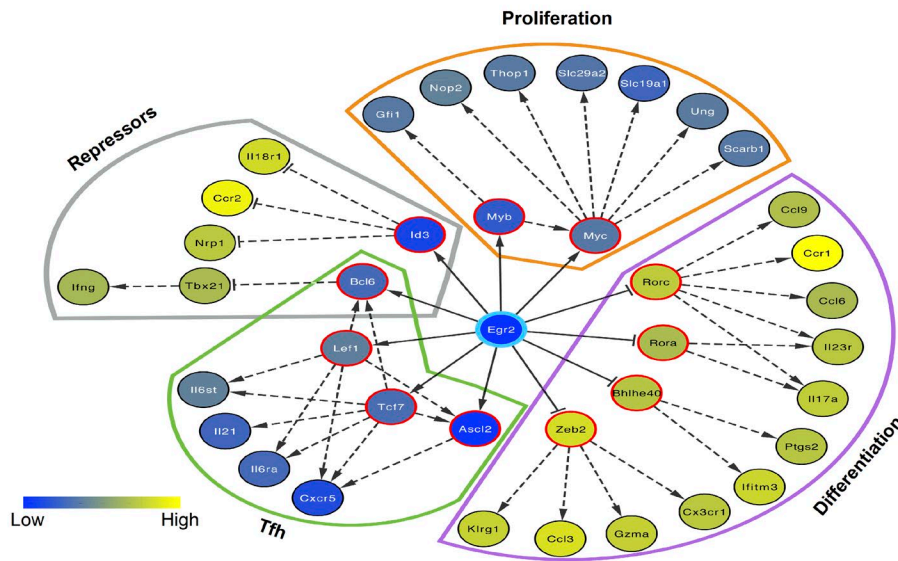 Proliferation
Thop1
Slc29a2
Nop2
Slc19a1
Gfi1
Ung
Scarb1
Repressors
Il18r1
Ccr2
Nrp1
Id3
Ifng
Tbx21
Bcl6
Myb
Myc
Egr2
Lef1
Il6st
Tcf7
Il21
Ascl2
Il6ra
Cxcr5
Tfh
Ccl9
Ccr1
Rorc
Ccl6
Rora
Il23r
Bhlhe40
Il17a
Zeb2
Ptgs2
Ifitm3
Cx3cr1
Klrg1
Ccl3
Gzma
Differentiation
Low
High